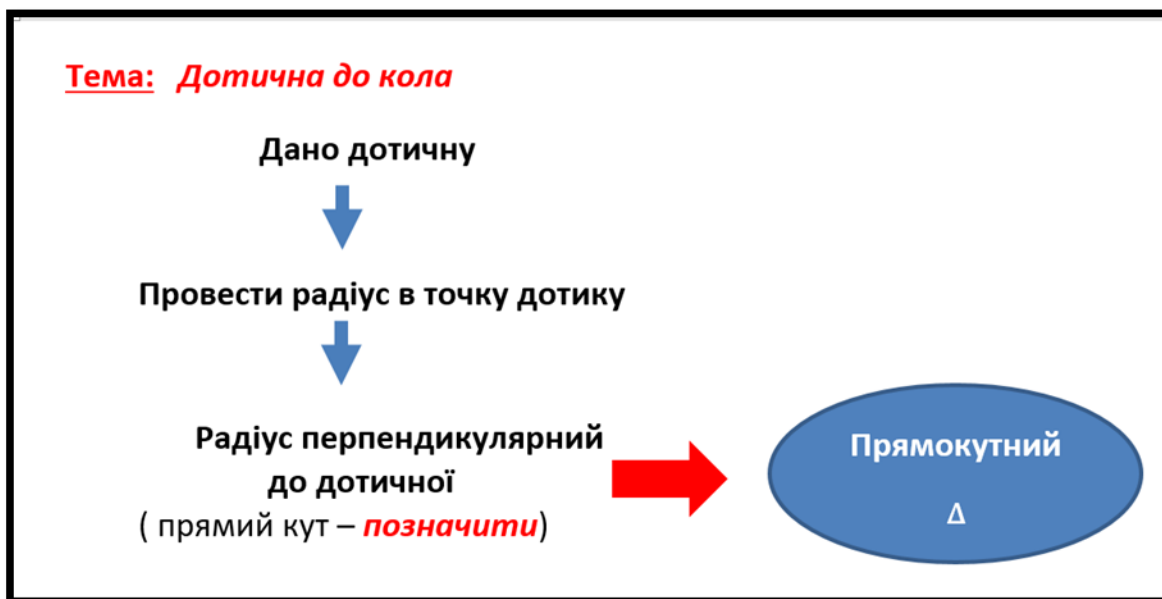 Тема: Дотична до кола
Дано дотичну
Провести радіус в точку дотику
Радіус перпендикулярний
до дотичної
( прямий кут – позначити)
Прямокутний
Δ